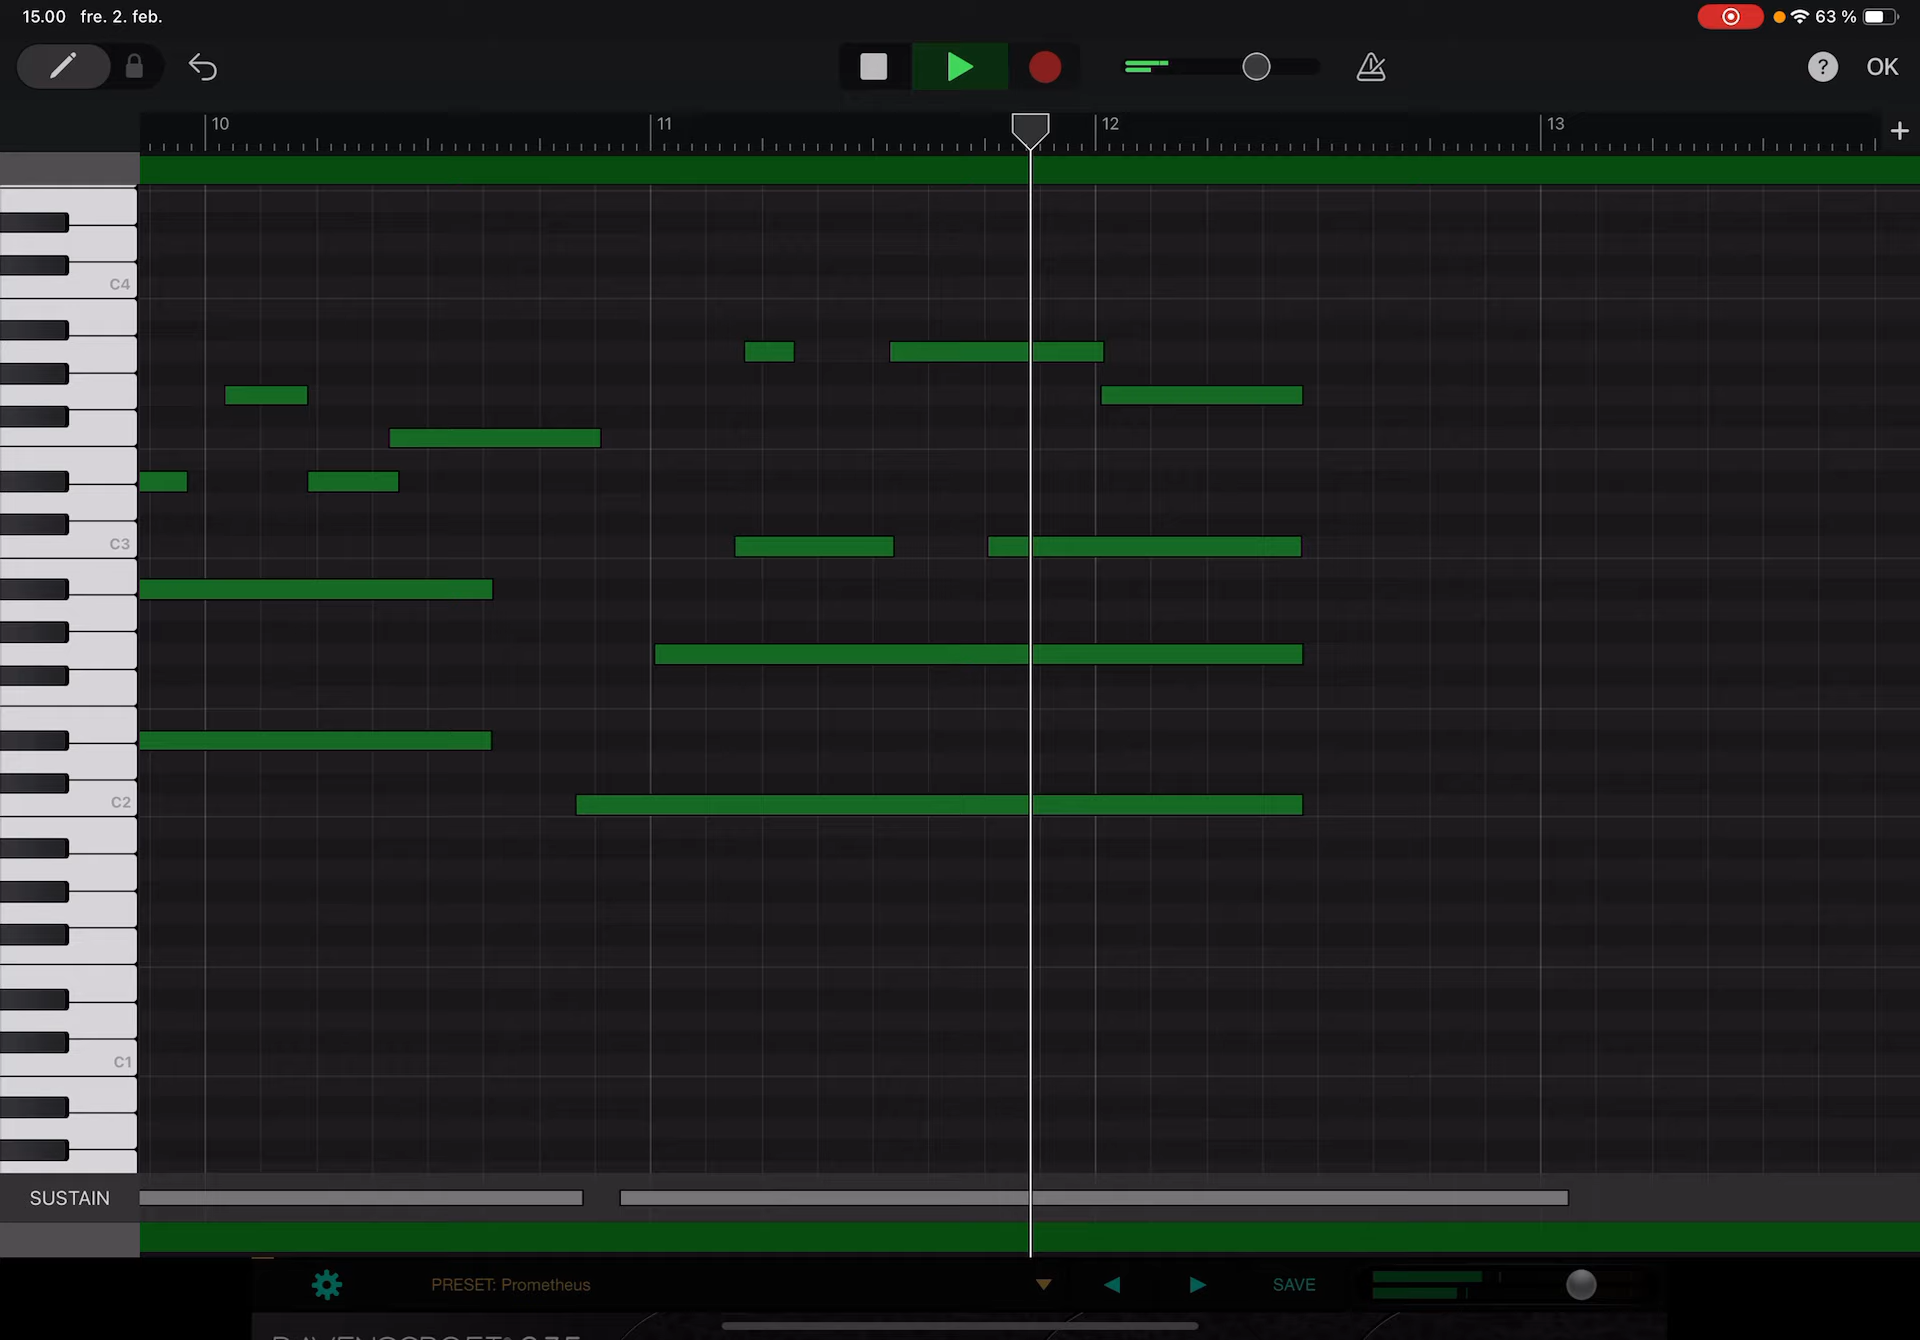 15.00 fre. 2. feb.
63 %
? OK
10 11 12 13 +
C4
C3
C2
C1
SUSTAIN
PRESET: Prometheus SAVE